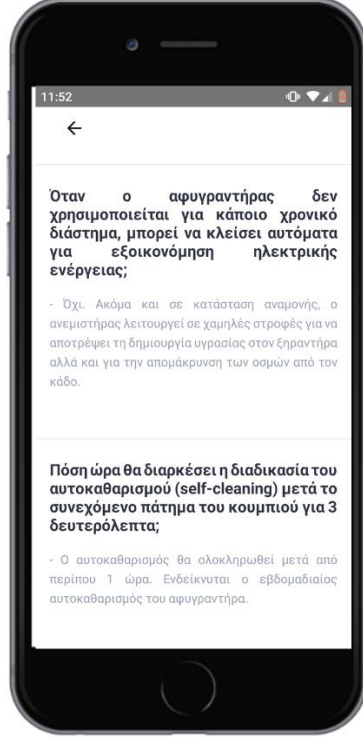 11:52
Όταν ο αφυγραντήρας δεν
χρησιμοποιείται για κάποιο χρονικό
διάστημα, μπορεί να κλείσει αυτόματα
για εξοικονόμηση ηλεκτρικής
ενέργειας;
- Όχι. Ακόμα και σε κατάσταση αναμονής, ο
ανεμιστήρας λειτουργεί σε χαμηλές στροφές για να
αποτρέψει τη δημιουργία υγρασίας στον ξηραντήρα
αλλά και για την απομάκρυνση των οσμών από τον
κάδο.
Πόση ώρα θα διαρκέσει η διαδικασία του
αυτοκαθαρισμού (self-cleaning) μετά το
συνεχόμενο πάτημα του κουμπιού για 3
δευτερόλεπτα;
- Ο αυτοκαθαρισμός θα ολοκληρωθεί μετά από
περίπου 1 ώρα. Ενδείκνυται ο εβδομαδιαίος
αυτοκαθαρισμός του αφυγραντήρα.